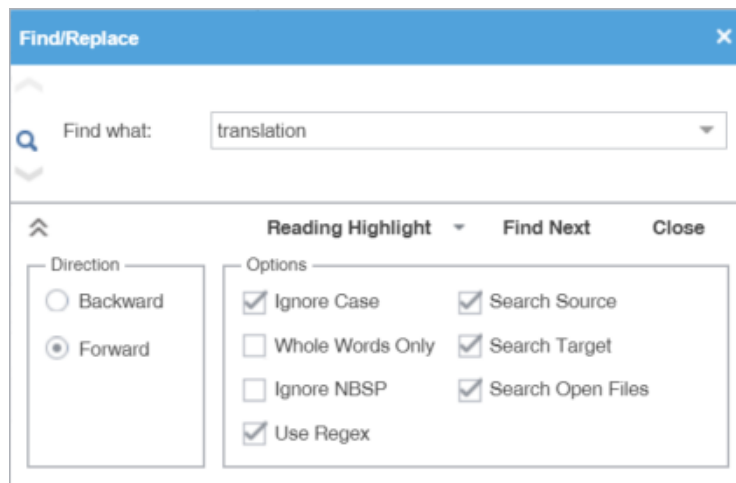 Find/Replace
Find what: translation
Reading Highlight Find Next Close
Direction
Backward
Forward
Options
Ignore Case Search Source
Whole Words Only Search Target
Ignore NBSP Search Open Files
Use Regex